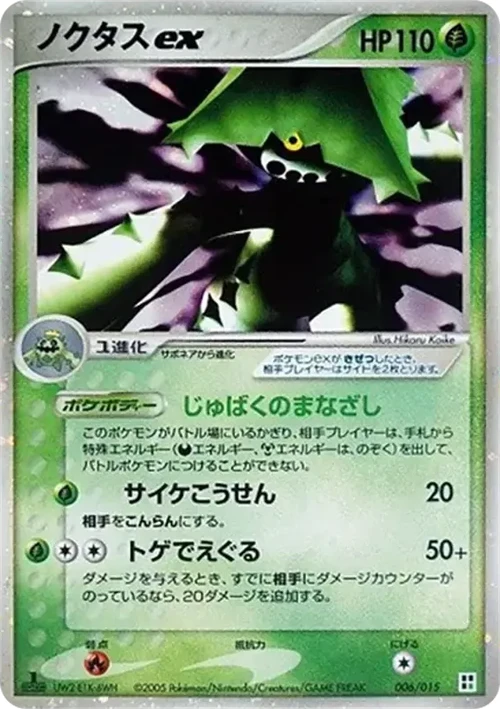 ノクタスex HP110
Illus. Hikaru Koike
1進化
サボネアから進化
ポケモンexがきぜつしたとき、
相手プレイヤーはサイドを2枚とります。
ポケボディー じゅばくのまなざし
このポケモンがバトル場にいるかぎり、相手プレイヤーは、手札から
特殊エネルギー(エネルギー、エネルギーは、のぞく)を出して、
バトルポケモンにつけることができない。
サイケこうせん 20
相手をこんらんにする。
トゲでえぐる 50+
ダメージを与えるとき、すでに相手にダメージカウンター
がのっているなら、20ダメージを追加する。
弱点 抵抗力 にげる
1
©2005 Pokémon/Nintendo/Creatures/GAME FREAK.
006/015